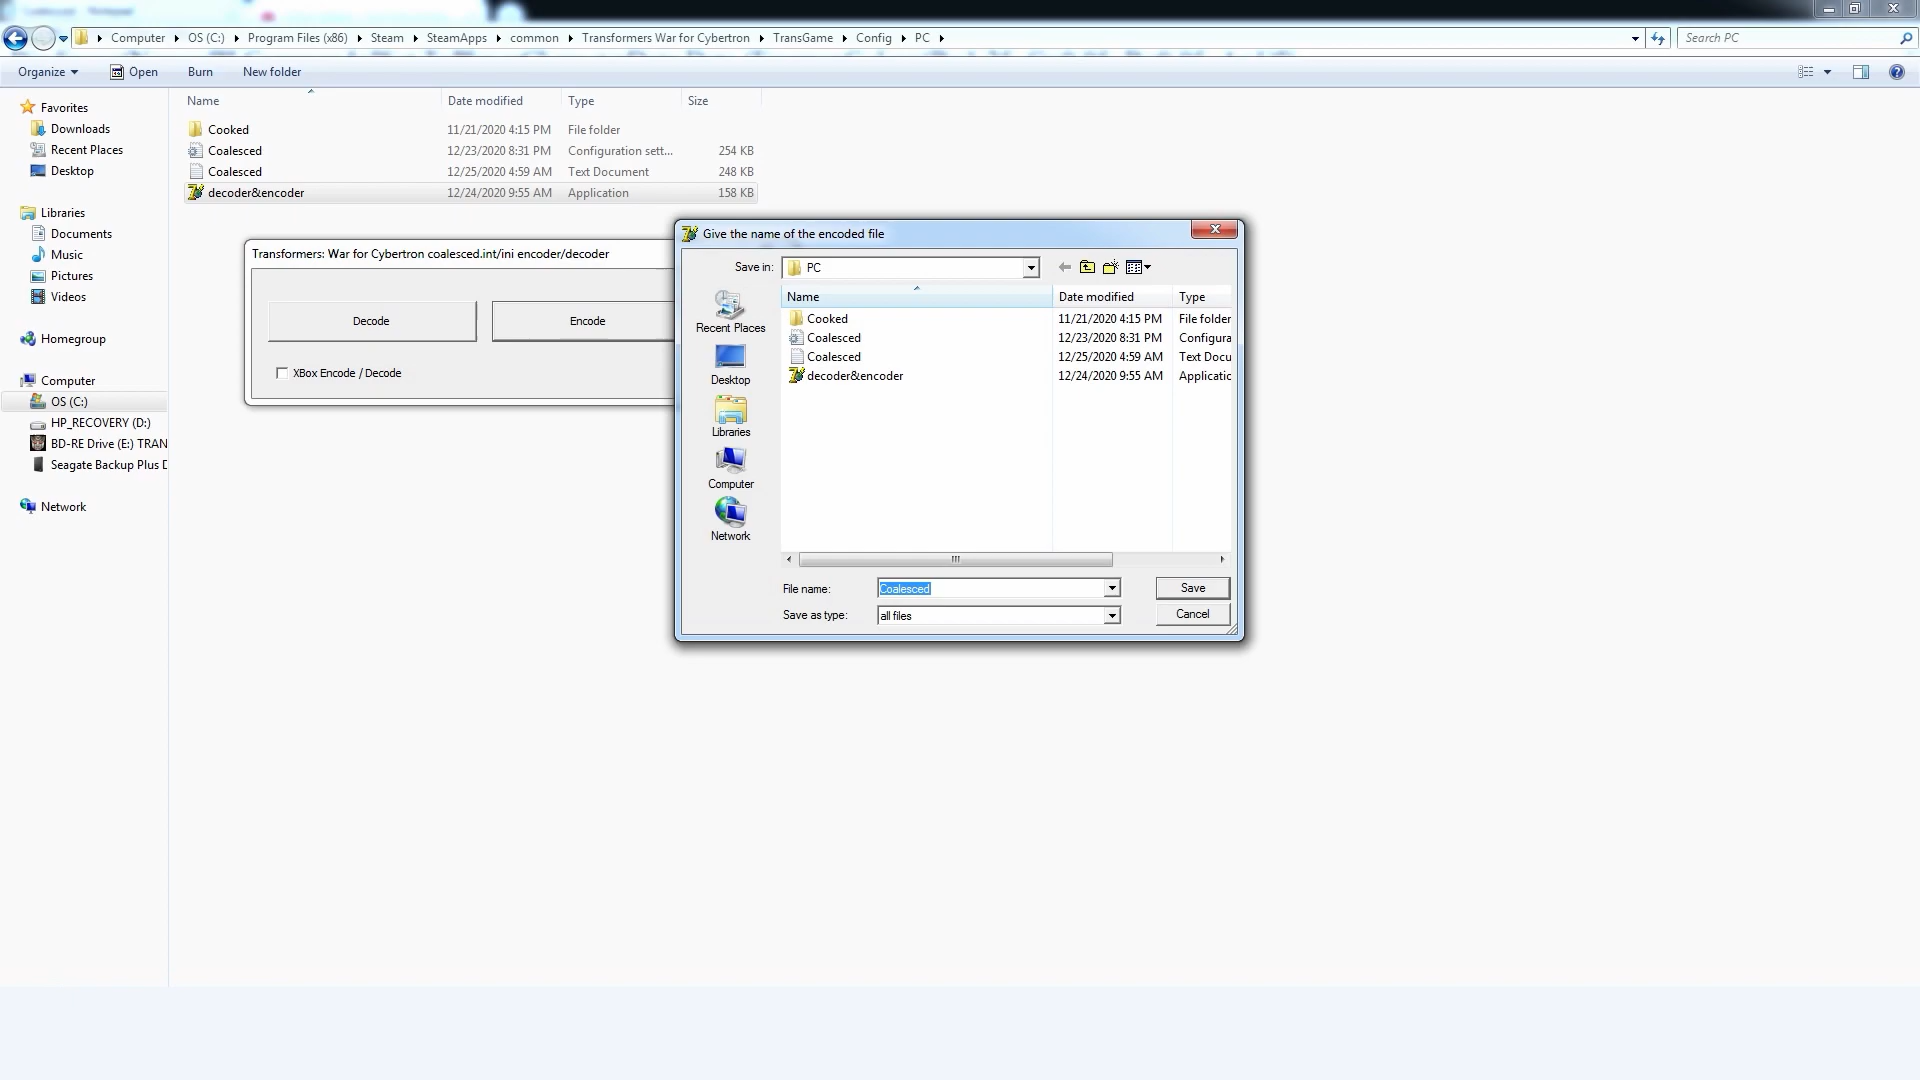 Computer OS (C:) Program Files (x86) Steam SteamApps common Transformers War for Cybertron TransGame Config PC
Search PC
Organize Open Burn New folder
Favorites
Downloads
Recent Places
Desktop
Libraries
Documents
Music
Pictures
Videos
Homegroup
Computer
OS (C:)
HP_RECOVERY (D:)
BD-RE Drive (E:) TRAN
Seagate Backup Plus D
Network
Name Date modified Type Size
Cooked 11/21/2020 4:15 PM File folder
Coalesced 12/23/2020 8:31 PM Configuration sett... 254 KB
Coalesced 12/25/2020 4:59 AM Text Document 248 KB
decoder&encoder 12/24/2020 9:55 AM Application 158 KB
Transformers: War for Cybertron coalesced.int/ini encoder/decoder
Decode Encode
XBox Encode / Decode
Give the name of the encoded file
Save in: PC
Recent Places
Desktop
Libraries
Computer
Network
Name Date modified Type
Cooked 11/21/2020 4:15 PM File folder
Coalesced 12/23/2020 8:31 PM Configura
Coalesced 12/25/2020 4:59 AM Text Docu
decoder&encoder 12/24/2020 9:55 AM Applicatio
File name: Coalesced Save
Save as type: all files Cancel